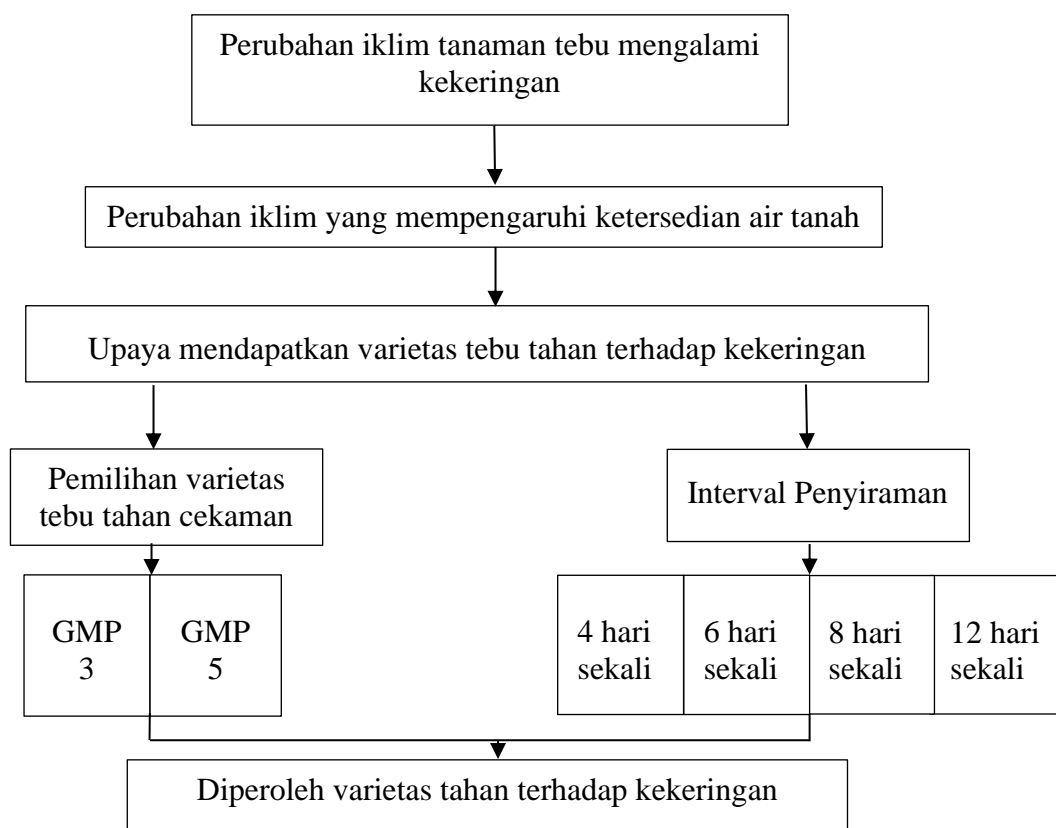 Perubahan iklim tanaman tebu mengalami
kekeringan
Perubahan iklim yang mempengaruhi ketersedian air tanah
Upaya mendapatkan varietas tebu tahan terhadap kekeringan
Pemilihan varietas
tebu tahan cekaman
Interval Penyiraman
GMP
3
GMP
5
4 hari
sekali
6 hari
sekali
8 hari
sekali
12 hari
sekali
Diperoleh varietas tahan terhadap kekeringan